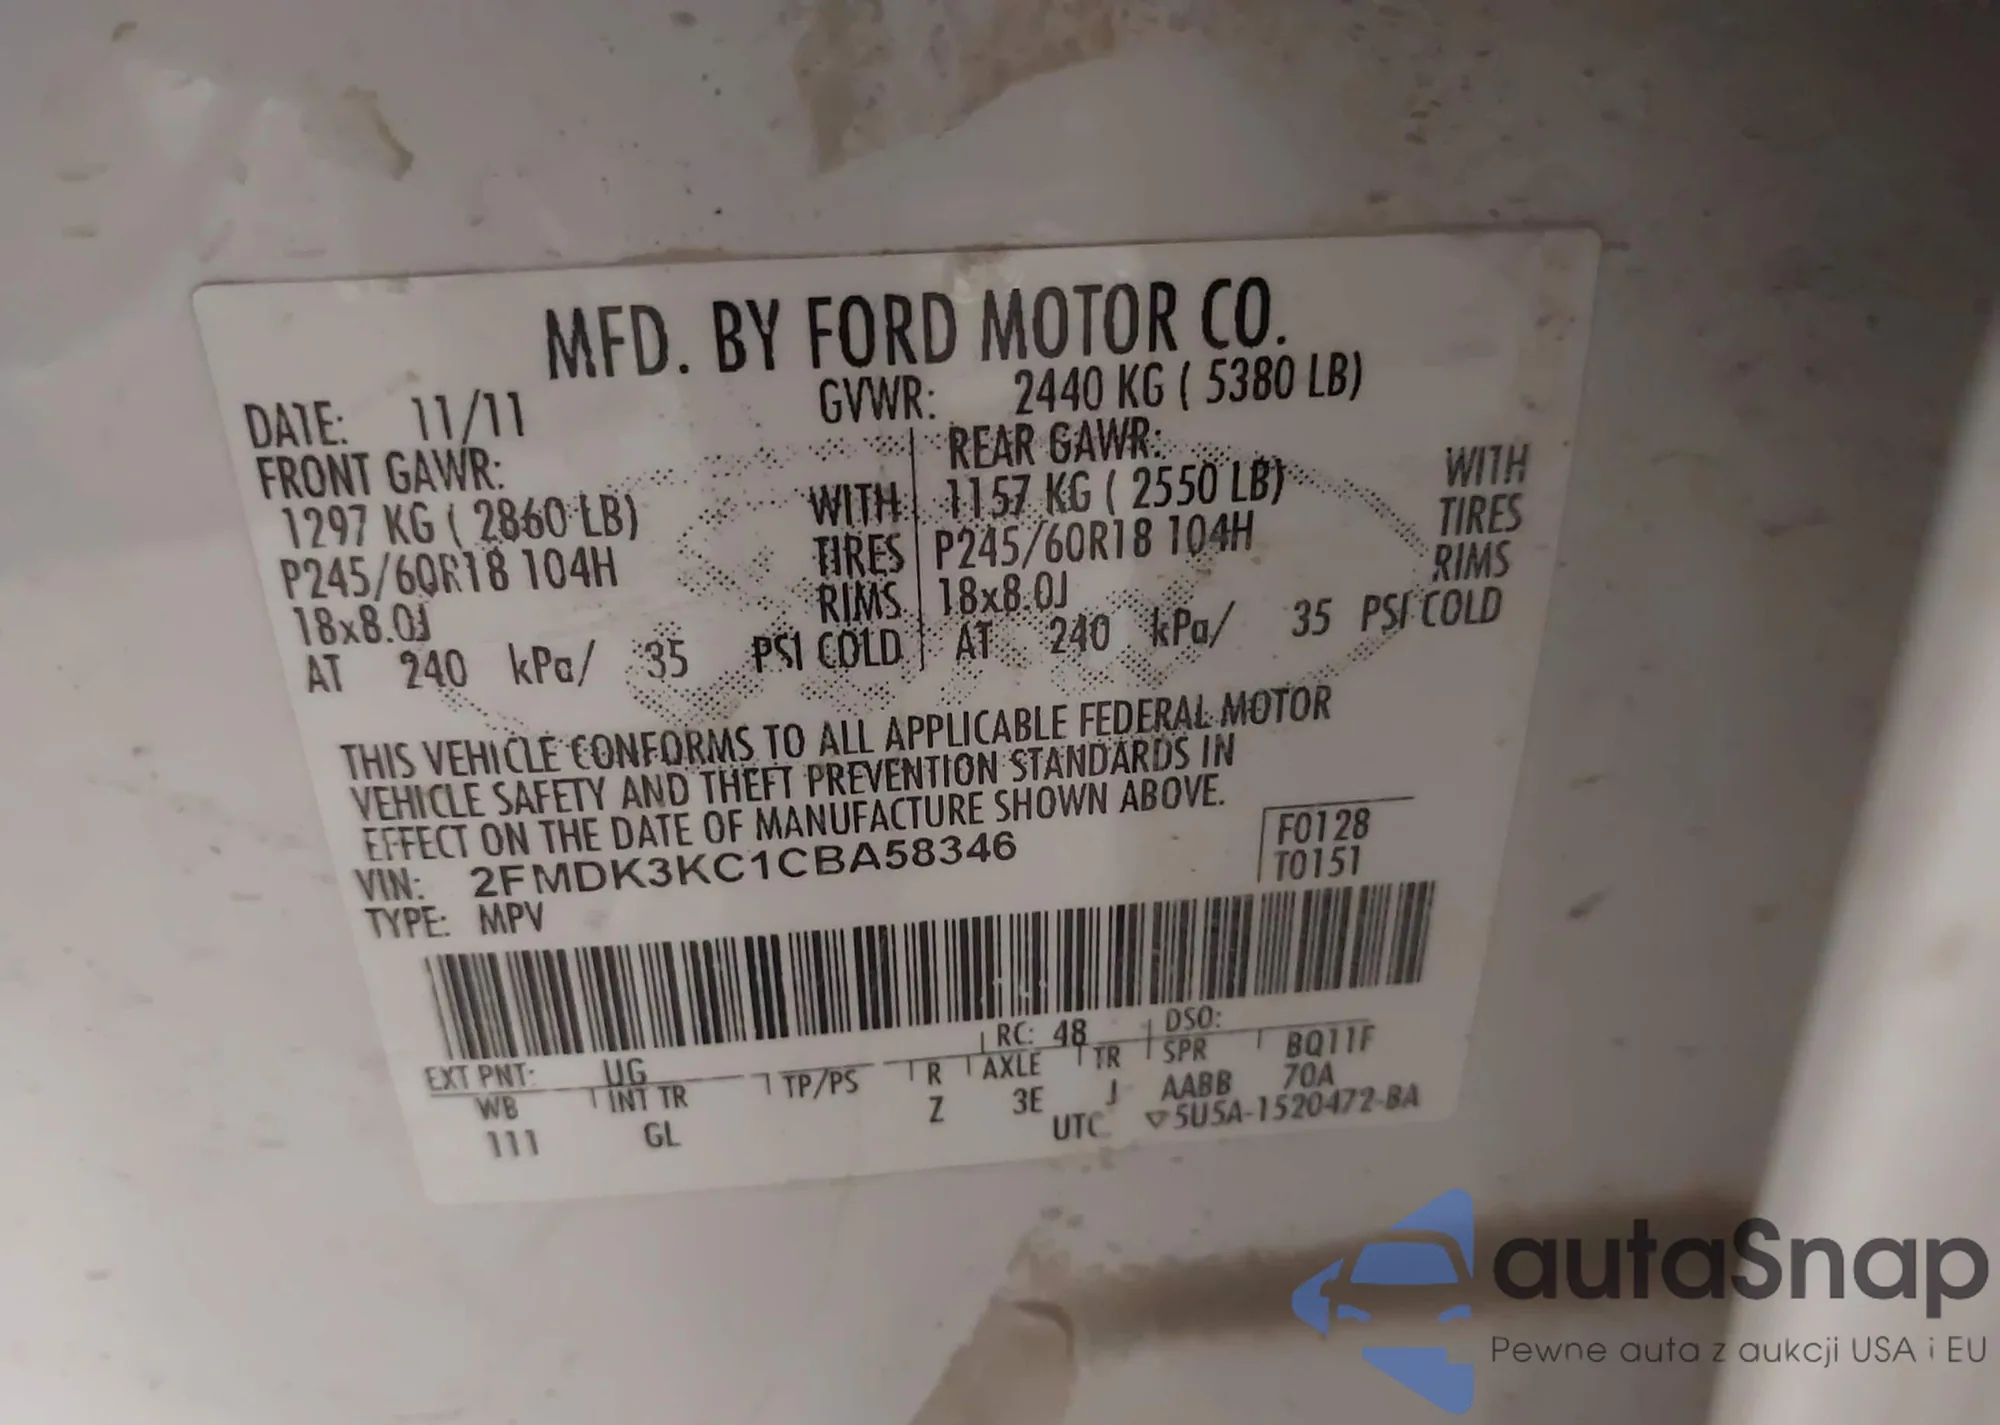 MFD. BY FORD MOTOR CO.
DATE: 11/11 GVWR: 2440 KG ( 5380 LB)
FRONT GAWR: REAR GAWR: WITH
1297 KG ( 2860 LB) WITH 1157 KG ( 2550 LB) TIRES
P245/60R18 104H TIRES P245/60R18 104H RIMS
18x8.0J RIMS 18x8.0J
AT 240 kPa/ 35 PSI COLD AT 240 kPa/ 35 PSI COLD
THIS VEHICLE CONFORMS TO ALL APPLICABLE FEDERAL MOTOR
VEHICLE SAFETY AND THEFT PREVENTION STANDARDS IN
EFFECT ON THE DATE OF MANUFACTURE SHOWN ABOVE.
VIN: 2FMDK3KC1CBA58346 F0128
TYPE: MPV T0151
EXT PNT: UG RC: 48 DSO:
WB INT TR TP/PS R AXLE TR SPR BQ11F
111 GL Z 3E J AABB 70A
UTC ▽5U5A-1520472-BA
autaSnap
Pewne auta z aukcji USA i EU